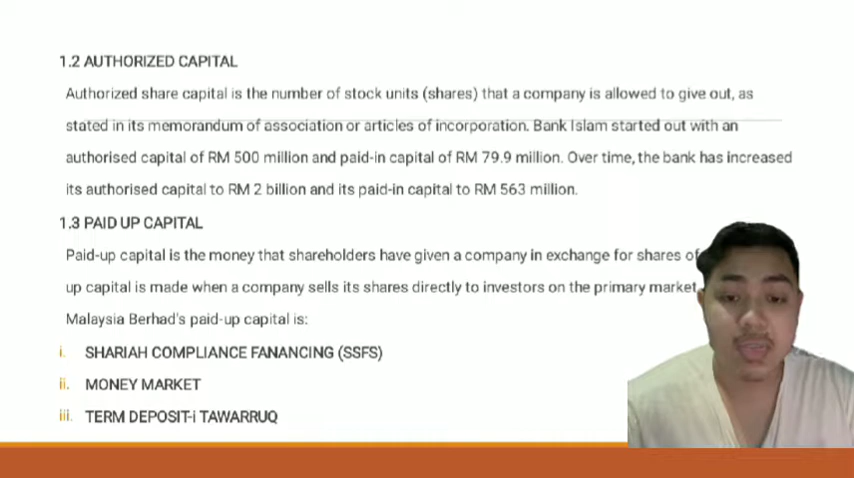 1.2 AUTHORIZED CAPITAL
Authorized share capital is the number of stock units (shares) that a company is allowed to give out, as
stated in its memorandum of association or articles of incorporation. Bank Islam started out with an
authorised capital of RM 500 million and paid-in capital of RM 79.9 million. Over time, the bank has increased
its authorised capital to RM 2 billion and its paid-in capital to RM 563 million.
1.3 PAID UP CAPITAL
Paid-up capital is the money that shareholders have given a company in exchange for shares of
up capital is made when a company sells its shares directly to investors on the primary market
Malaysia Berhad's paid-up capital is:
i. SHARIAH COMPLIANCE FANANCING (SSFS)
ii. MONEY MARKET
iii. TERM DEPOSIT-i TAWARRUQ